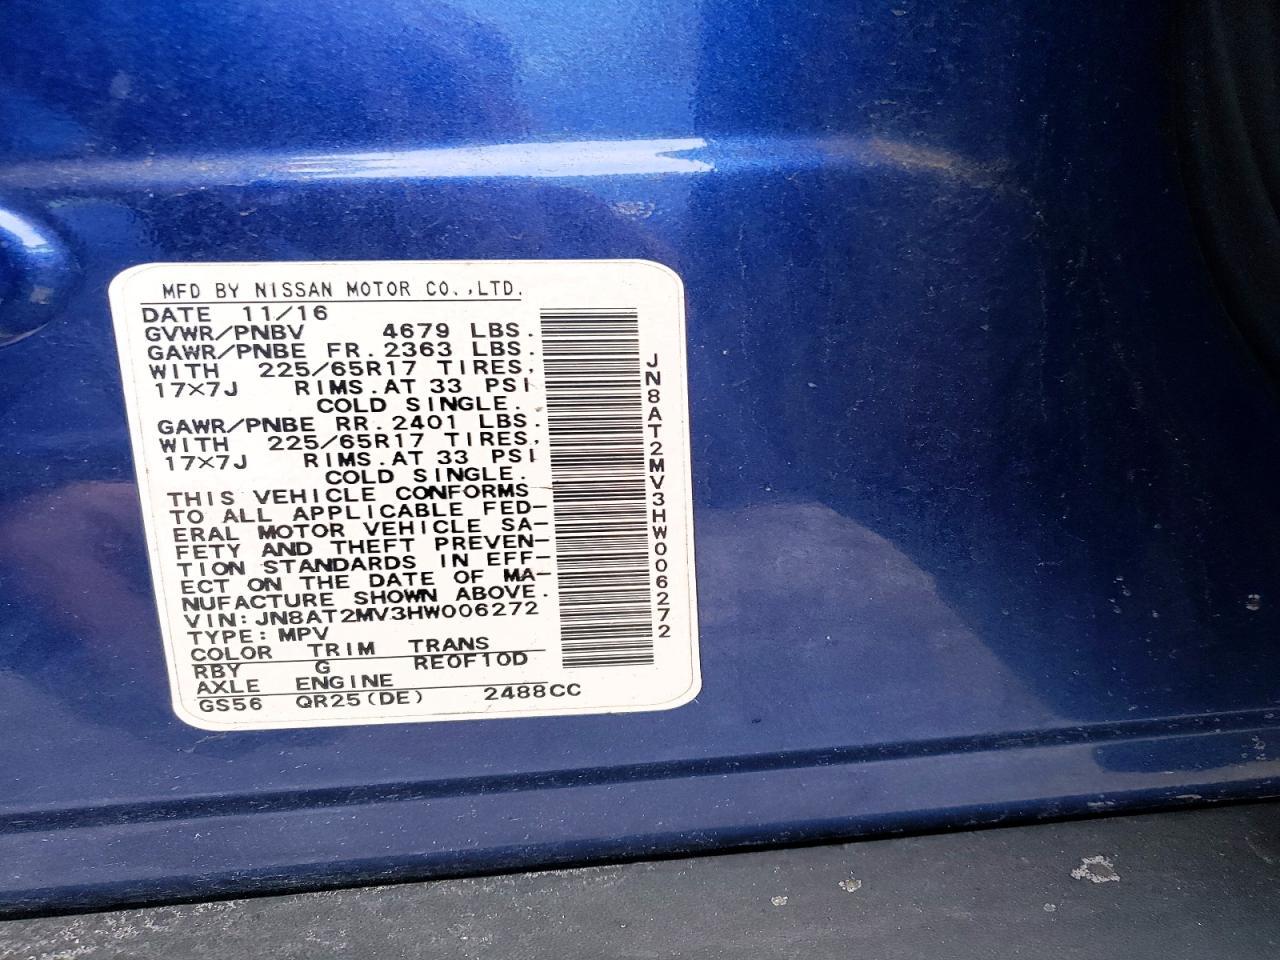 MFD BY NISSAN MOTOR CO.,LTD.
DATE 11/16
GVWR/PNBV 4679 LBS.
GAWR/PNBE FR. 2363 LBS.
WITH 225/65R17 TIRES,
17×7J RIMS.AT 33 PSI
COLD SINGLE.
GAWR/PNBE RR. 2401 LBS.
WITH 225/65R17 TIRES,
17×7J RIMS.AT 33 PSI
COLD SINGLE.
THIS VEHICLE CONFORMS
TO ALL APPLICABLE FED-
ERAL MOTOR VEHICLE SA-
FETY AND THEFT PREVEN-
TION STANDARDS IN EFF-
ECT ON THE DATE OF MA-
NUFACTURE SHOWN ABOVE.
VIN: JN8AT2MV3HW006272
TYPE: MPV
COLOR TRIM TRANS
RBY G RE0F10D
AXLE ENGINE
GS56 QR25(DE) 2488CC
JN8AT2MV3HW006272